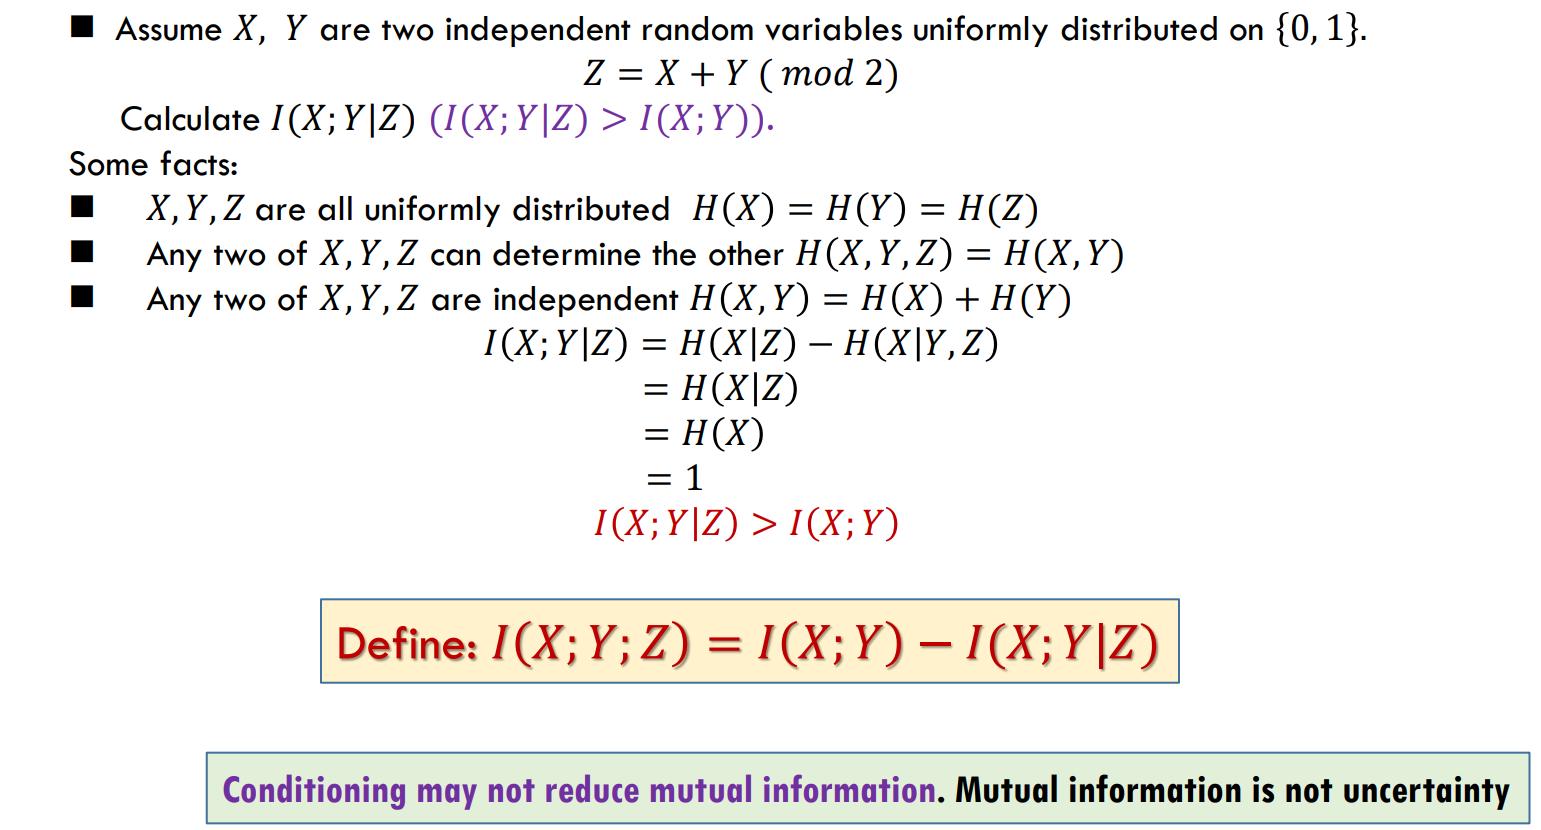 ■ Assume X, Y are two independent random variables uniformly distributed on {0, 1}.
Z = X + Y ( mod 2)
Calculate I(X; Y|Z) (I(X; Y|Z) > I(X; Y)).
Some facts:
■ X, Y, Z are all uniformly distributed H(X) = H(Y) = H(Z)
■ Any two of X, Y, Z can determine the other H(X, Y, Z) = H(X, Y)
■ Any two of X, Y, Z are independent H(X, Y) = H(X) + H(Y)
I(X; Y|Z) = H(X|Z) − H(X|Y, Z)
= H(X|Z)
= H(X)
= 1
I(X; Y|Z) > I(X; Y)
Define: I(X; Y; Z) = I(X; Y) − I(X; Y|Z)
Conditioning may not reduce mutual information. Mutual information is not uncertainty